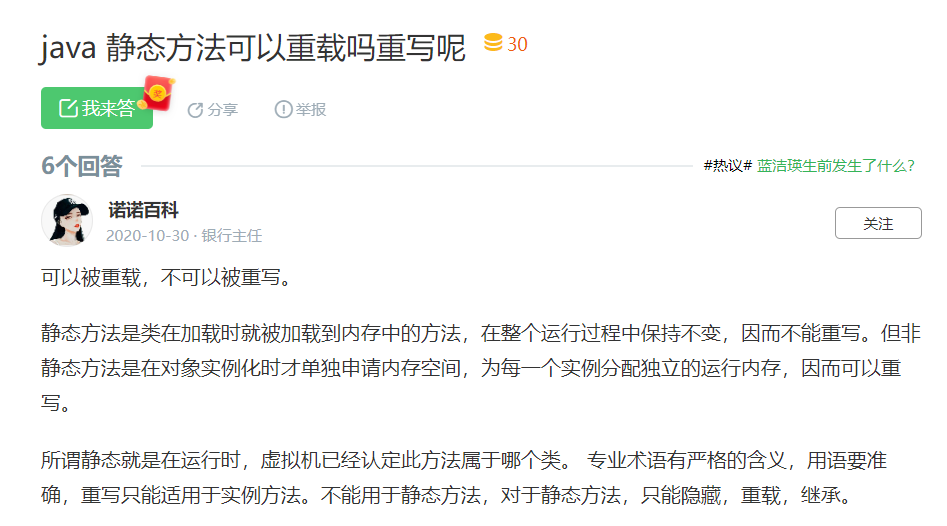 java 静态方法可以重载吗重写呢 30
我来答 奖 分享 举报
6个回答 #热议# 蓝洁瑛生前发生了什么?
诺诺百科
2020-10-30 · 银行主任 关注
可以被重载，不可以被重写。
静态方法是类在加载时就被加载到内存中的方法，在整个运行过程中保持不变，因而不能重写。但非
静态方法是在对象实例化时才单独申请内存空间，为每一个实例分配独立的运行内存，因而可以重
写。
所谓静态就是在运行时，虚拟机已经认定此方法属于哪个类。 专业术语有严格的含义，用语要准
确，重写只能适用于实例方法。不能用于静态方法，对于静态方法，只能隐藏，重载，继承。